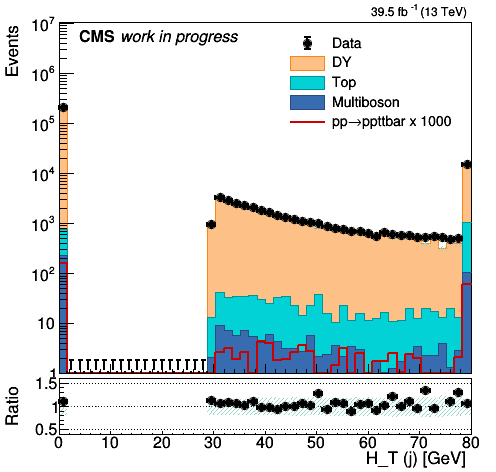 39.5 fb⁻¹ (13 TeV)
CMS work in progress
Data
DY
Top
Multiboson
pp→ppttbar x 1000
Events
10⁷
10⁶
10⁵
10⁴
10³
10²
10
1
Ratio
1.5
1
0.5
0 10 20 30 40 50 60 70 80
H_T (j) [GeV]